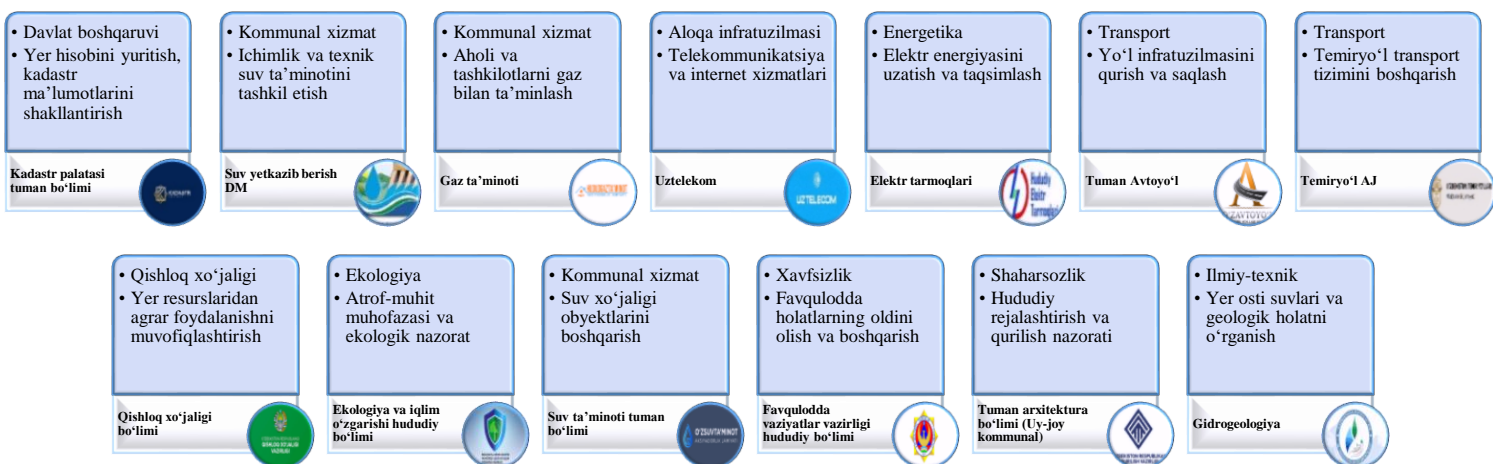 • Davlat boshqaruvi
• Yer hisobini yuritish,
kadastr
ma’lumotlarini
shakllantirish
Kadastr palatasi
tuman bo‘limi
• Kommunal xizmat
• Ichimlik va texnik
suv ta’minotini
tashkil etish
Suv yetkazib berish
DM
• Kommunal xizmat
• Aholi va
tashkilotlarni gaz
bilan ta’minlash
Gaz ta’minoti
• Aloqa infratuzilmasi
• Telekommunikatsiya
va internet xizmatlari
Uztelekom
UZTELECOM
• Energetika
• Elektr energiyasini
uzatish va taqsimlash
Elektr tarmoqlari
Hududiy
Elektr
Tarmoqlari
• Transport
• Yo‘l infratuzilmasini
qurish va saqlash
Tuman Avtoyo‘l
• Transport
• Temiryo‘l transport
tizimini boshqarish
Temiryo‘l AJ
• Qishloq xo‘jaligi
• Yer resurslaridan
agrar foydalanishni
muvofiqlashtirish
Qishloq xo‘jaligi
bo‘limi
• Ekologiya
• Atrof-muhit
muhofazasi va
ekologik nazorat
Ekologiya va iqlim
o‘zgarishi hududiy
bo‘limi
• Kommunal xizmat
• Suv xo‘jaligi
obyektlarini
boshqarish
Suv ta’minoti tuman
bo‘limi
O'ZSUVTA'MINOT
• Xavfsizlik
• Favqulodda
holatlarning oldini
olish va boshqarish
Favqulodda
vaziyatlar vazirligi
hududiy bo‘limi
• Shaharsozlik
• Hududiy
rejalashtirish va
qurilish nazorati
Tuman arxitektura
bo‘limi (Uy-joy
kommunal)
• Ilmiy-texnik
• Yer osti suvlari va
geologik holatni
o‘rganish
Gidrogeologiya